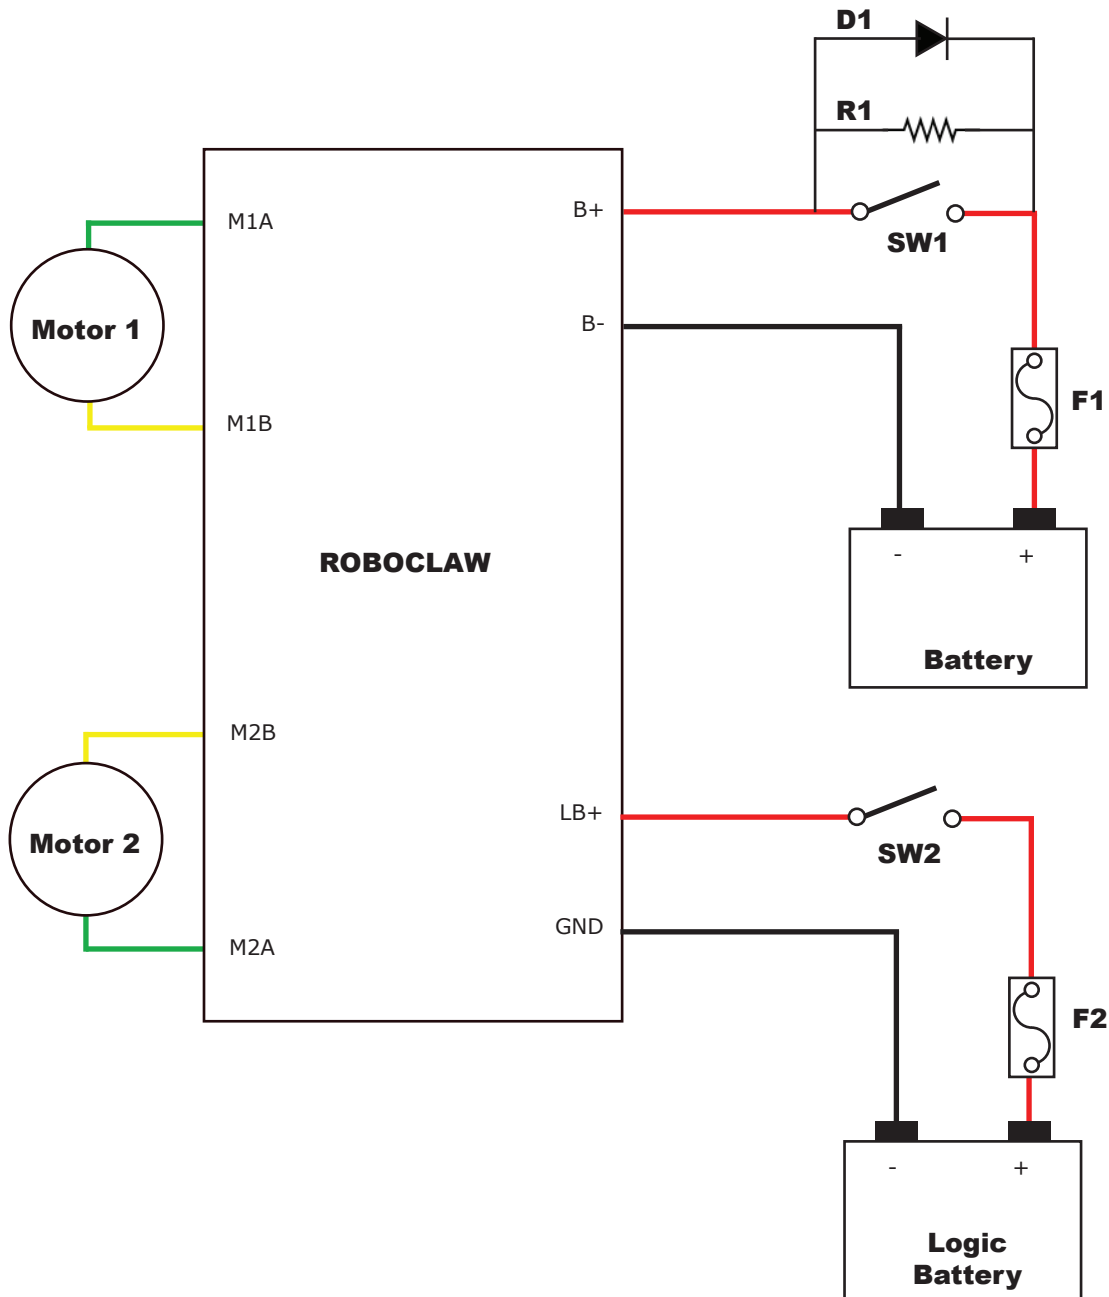 D1
R1
M1A
B+
SW1
B-
Motor 1
F1
M1B
- +
ROBOCLAW
Battery
M2B
LB+
Motor 2
SW2
GND
M2A
F2
- +
Logic
Battery